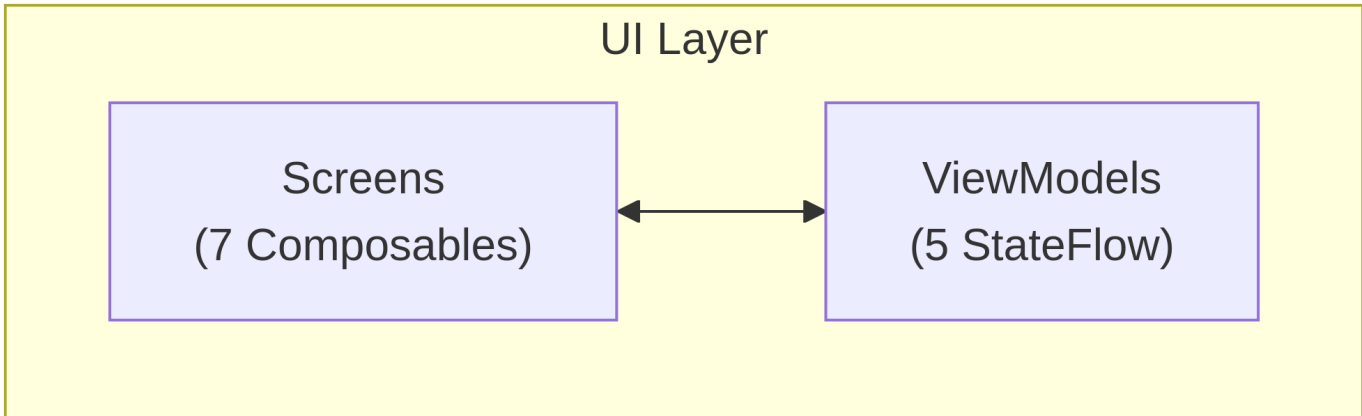 UI Layer
Screens
(7 Composables)
ViewModels
(5 StateFlow)